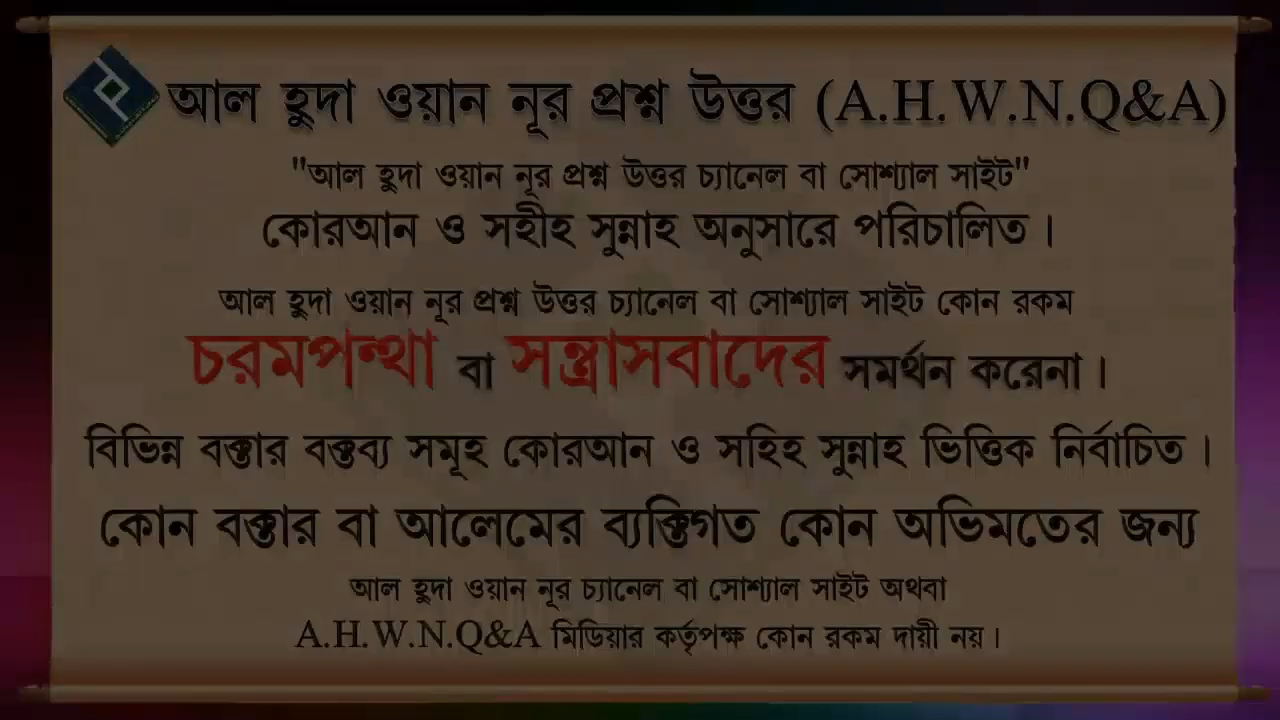 আল হুদা ওয়ান নূর প্রশ্ন উত্তর (A.H.W.N.Q&A)
"আল হুদা ওয়ান নূর প্রশ্ন উত্তর চ্যানেল বা সোশ্যাল সাইট"
কোরআন ও সহীহ সুন্নাহ অনুসারে পরিচালিত।
আল হুদা ওয়ান নূর প্রশ্ন উত্তর চ্যানেল বা সোশ্যাল সাইট কোন রকম
চরমপন্থা বা সন্ত্রাসবাদের সমর্থন করেনা।
বিভিন্ন বক্তার বক্তব্য সমূহ কোরআন ও সহিহ সুন্নাহ ভিত্তিক নির্বাচিত।
কোন বক্তার বা আলেমের ব্যক্তিগত কোন অভিমতের জন্য
আল হুদা ওয়ান নূর চ্যানেল বা সোশ্যাল সাইট অথবা
A.H.W.N.Q&A মিডিয়ার কর্তৃপক্ষ কোন রকম দায়ী নয়।